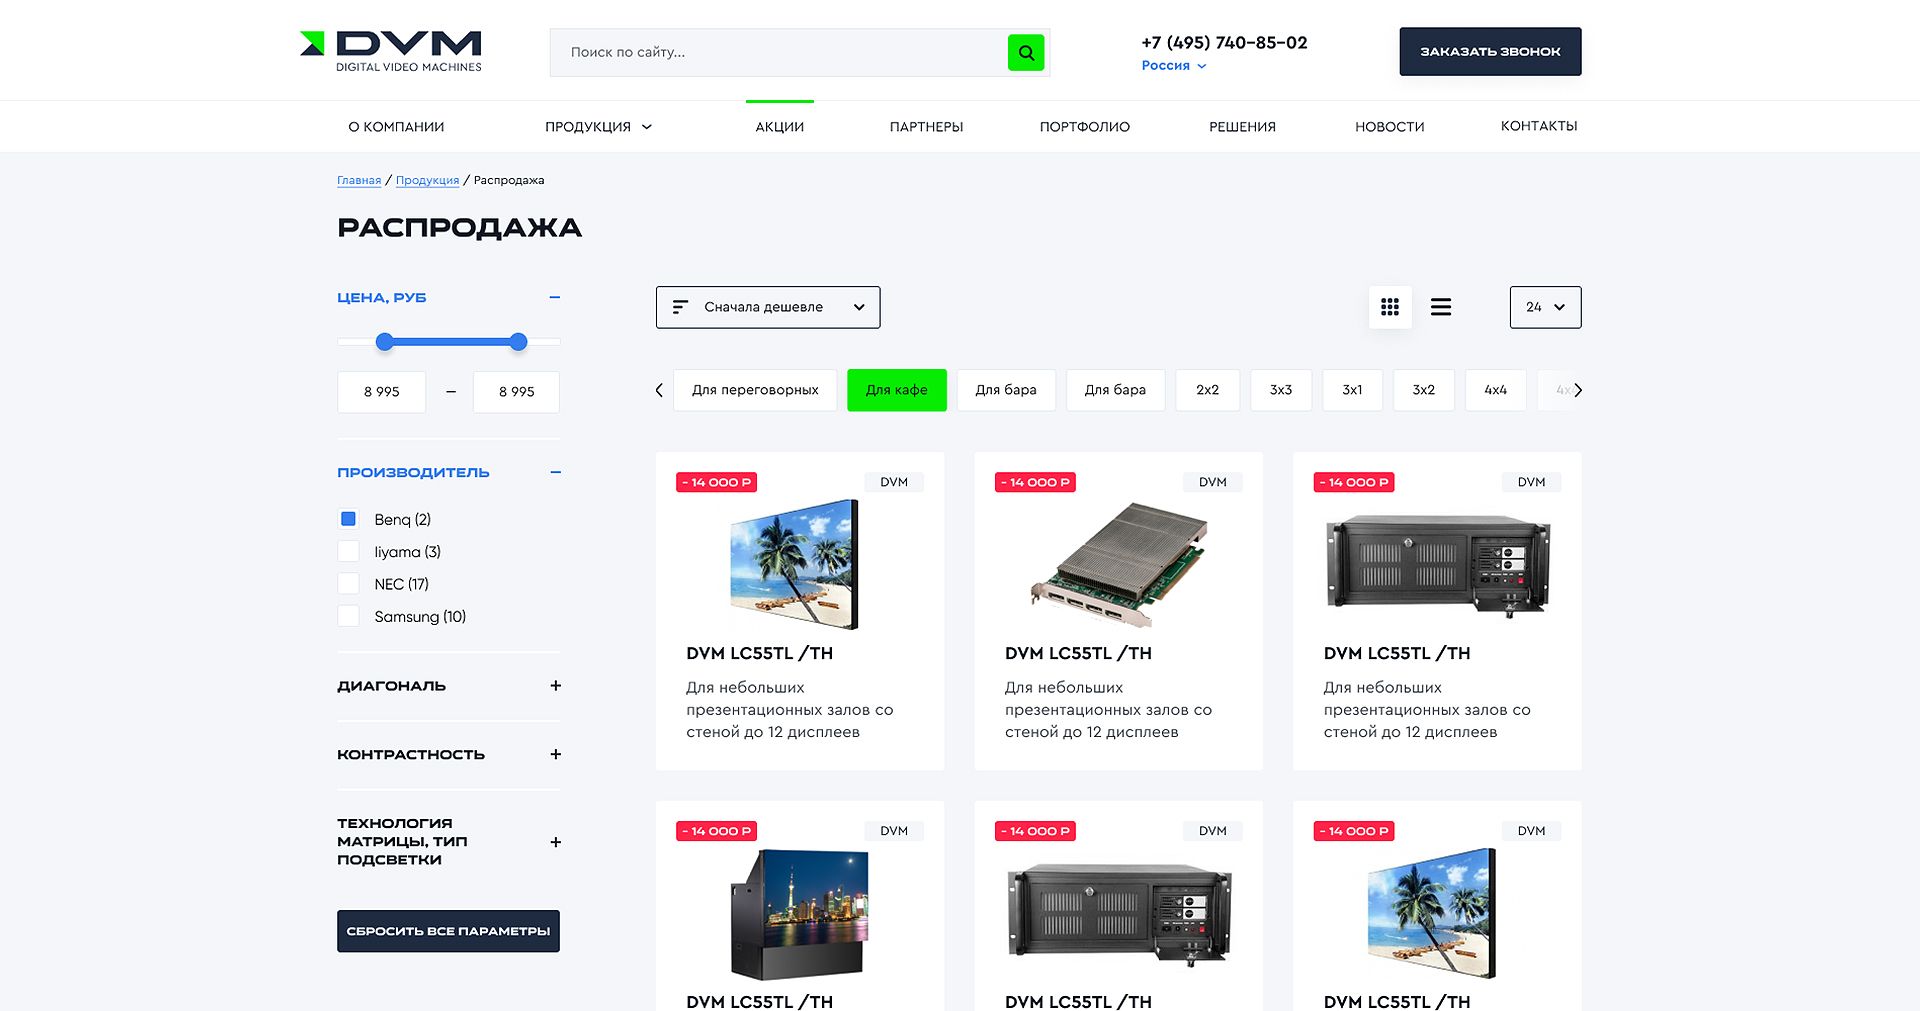 DVM
DIGITAL VIDEO MACHINES
Поиск по сайту...
+7 (495) 740-85-02
Россия
ЗАКАЗАТЬ ЗВОНОК
О КОМПАНИИ
ПРОДУКЦИЯ
АКЦИИ
ПАРТНЕРЫ
ПОРТФОЛИО
РЕШЕНИЯ
НОВОСТИ
КОНТАКТЫ
Главная / Продукция / Распродажа
РАСПРОДАЖА
ЦЕНА, РУБ
8 995 – 8 995
ПРОИЗВОДИТЕЛЬ
Benq (2)
Iiyama (3)
NEC (17)
Samsung (10)
ДИАГОНАЛЬ
КОНТРАСТНОСТЬ
ТЕХНОЛОГИЯ
МАТРИЦЫ, ТИП
ПОДСВЕТКИ
СБРОСИТЬ ВСЕ ПАРАМЕТРЫ
Сначала дешевле
24
Для переговорных
Для кафе
Для бара
Для бара
2x2
3x3
3x1
3x2
4x4
- 14 000 Р
DVM
DVM LC55TL /TH
Для небольших
презентационных залов со
стеной до 12 дисплеев
- 14 000 Р
DVM
DVM LC55TL /TH
Для небольших
презентационных залов со
стеной до 12 дисплеев
- 14 000 Р
DVM
DVM LC55TL /TH
Для небольших
презентационных залов со
стеной до 12 дисплеев
- 14 000 Р
DVM
DVM LC55TL /TH
- 14 000 Р
DVM
DVM LC55TL /TH
- 14 000 Р
DVM
DVM LC55TL /TH